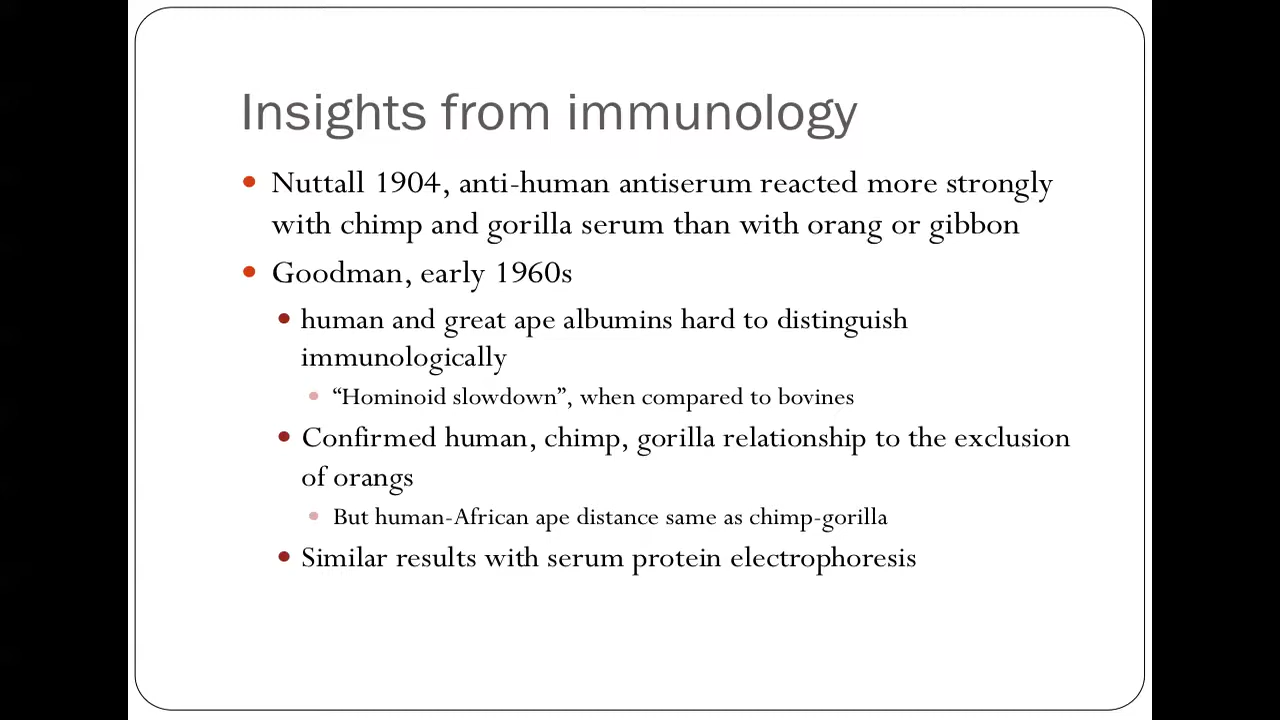 Insights from immunology
• Nuttall 1904, anti-human antiserum reacted more strongly
with chimp and gorilla serum than with orang or gibbon
• Goodman, early 1960s
• human and great ape albumins hard to distinguish
immunologically
• “Hominoid slowdown”, when compared to bovines
• Confirmed human, chimp, gorilla relationship to the exclusion
of orangs
• But human-African ape distance same as chimp-gorilla
• Similar results with serum protein electrophoresis